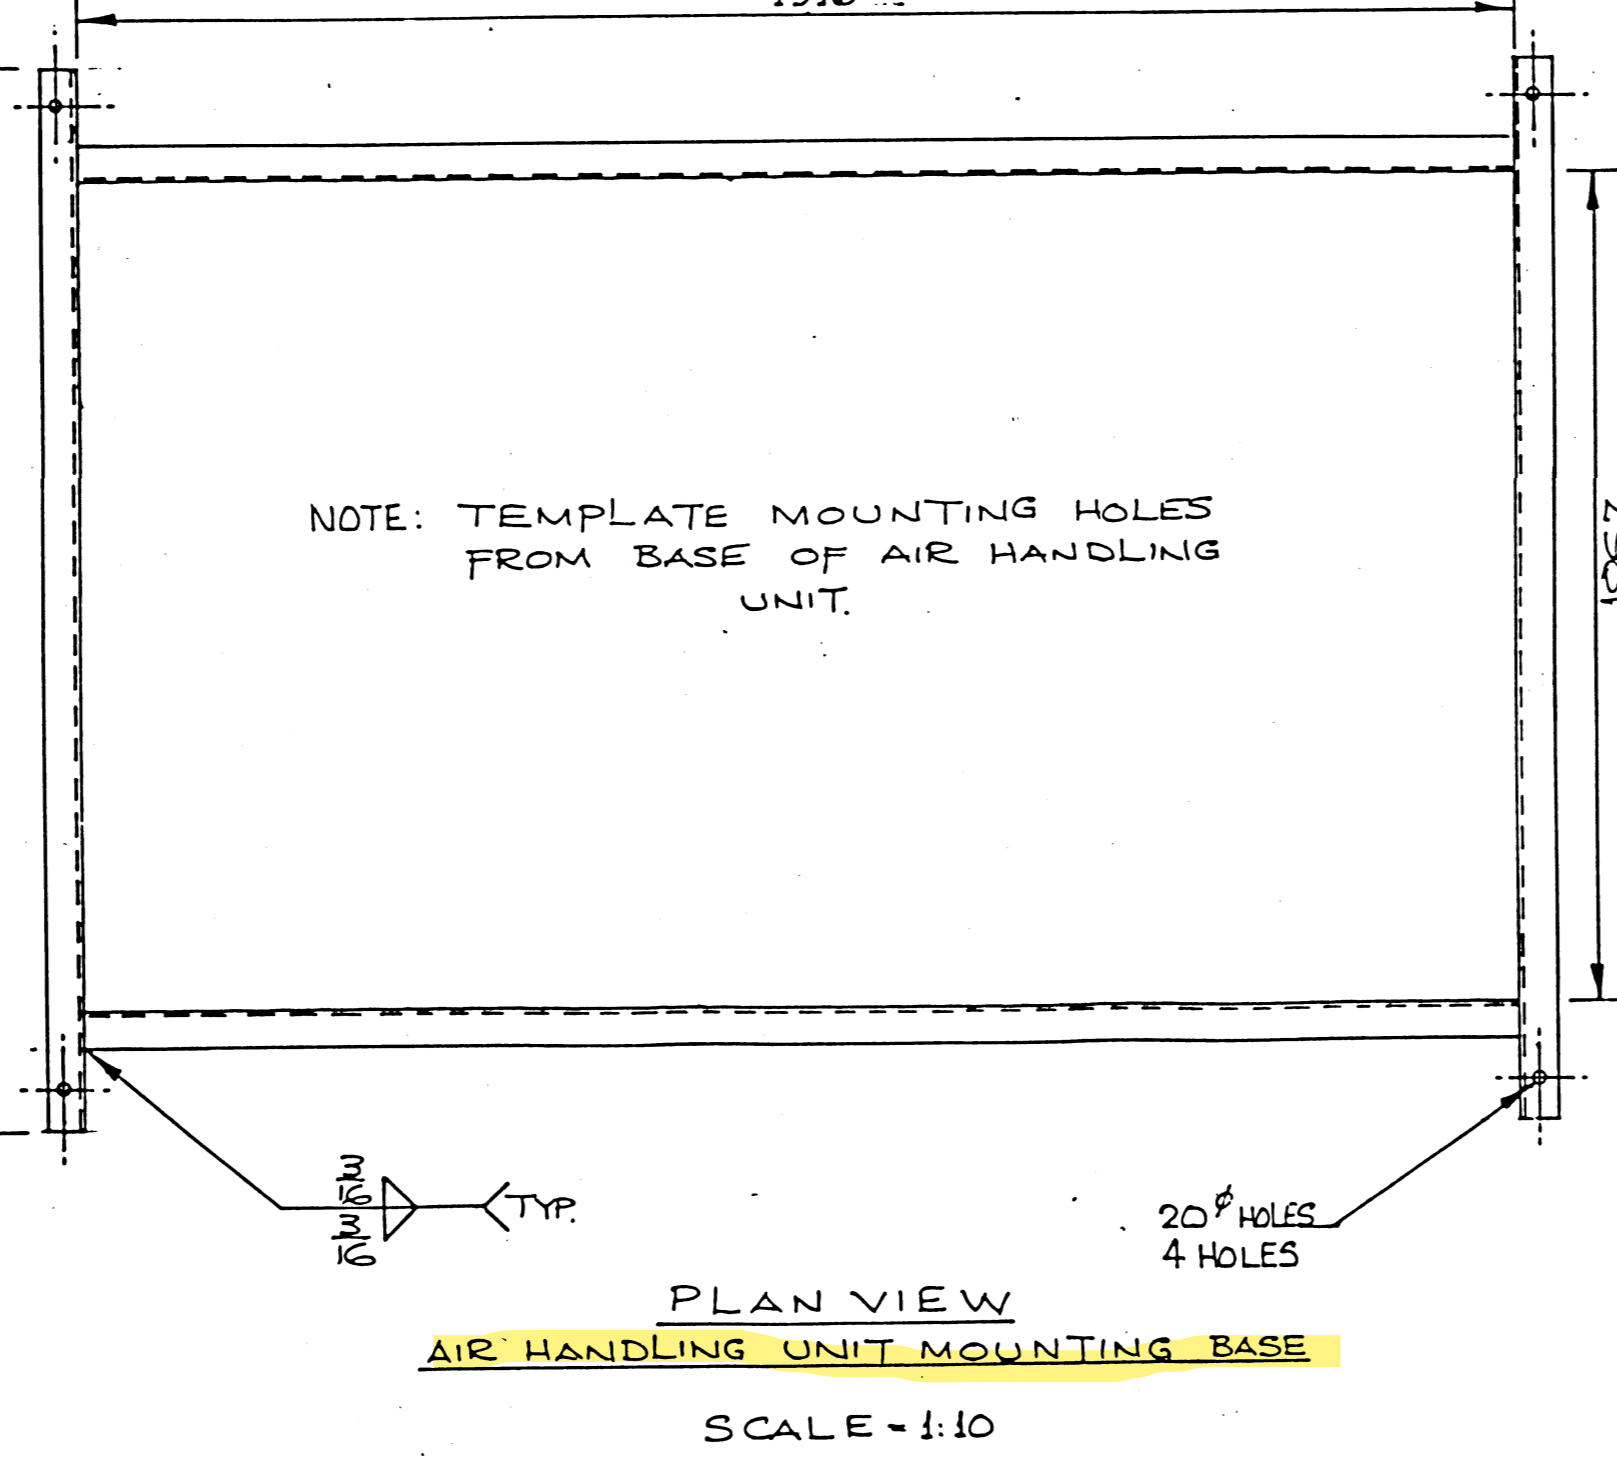 NOTE: TEMPLATE MOUNTING HOLES
FROM BASE OF AIR HANDLING
UNIT.
3/16
3/16
TYP.
20⌀ HOLES
4 HOLES
PLAN VIEW
AIR HANDLING UNIT MOUNTING BASE
SCALE - 1:10